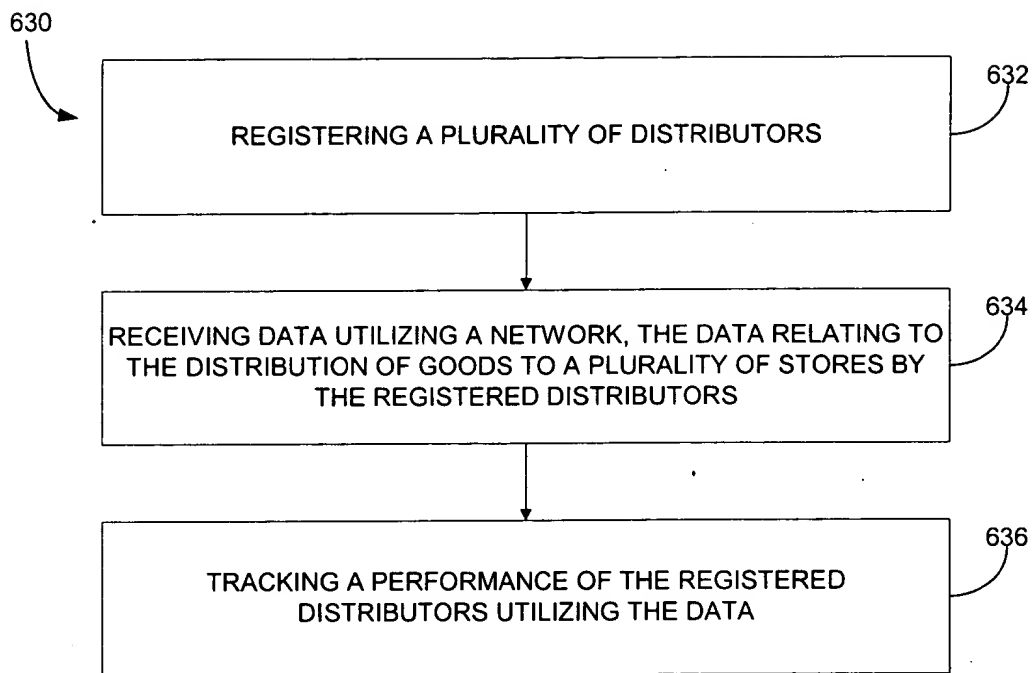 630
632
REGISTERING A PLURALITY OF DISTRIBUTORS
634
RECEIVING DATA UTILIZING A NETWORK, THE DATA RELATING TO
THE DISTRIBUTION OF GOODS TO A PLURALITY OF STORES BY
THE REGISTERED DISTRIBUTORS
636
TRACKING A PERFORMANCE OF THE REGISTERED
DISTRIBUTORS UTILIZING THE DATA